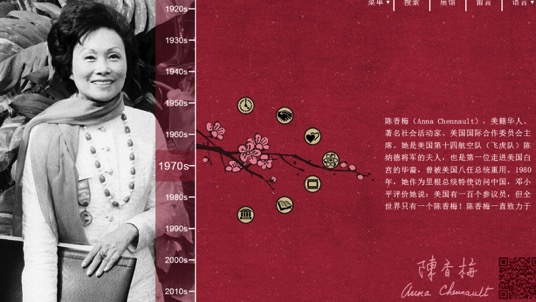 菜单▼
搜索
展馆
留言
语言▼
1920s
1930s
1940s
1950s
1960s
1970s
1980s
1990s
2000s
2010s
陈香梅 (Anna Chennault)，美籍华人、
著名社会活动家、美国国际合作委员会主
席。她是美国第十四航空队（飞虎队）陈
纳德将军的夫人，也是第一位走进美国白
宫的华裔，曾被美国八任总统重用。1980
年，她作为里根总统特使访问中国，邓小
平评价她说：美国有一百个参议员，但全
世界只有一个陈香梅！陈香梅一直致力于
陳香梅
Anna Chennault